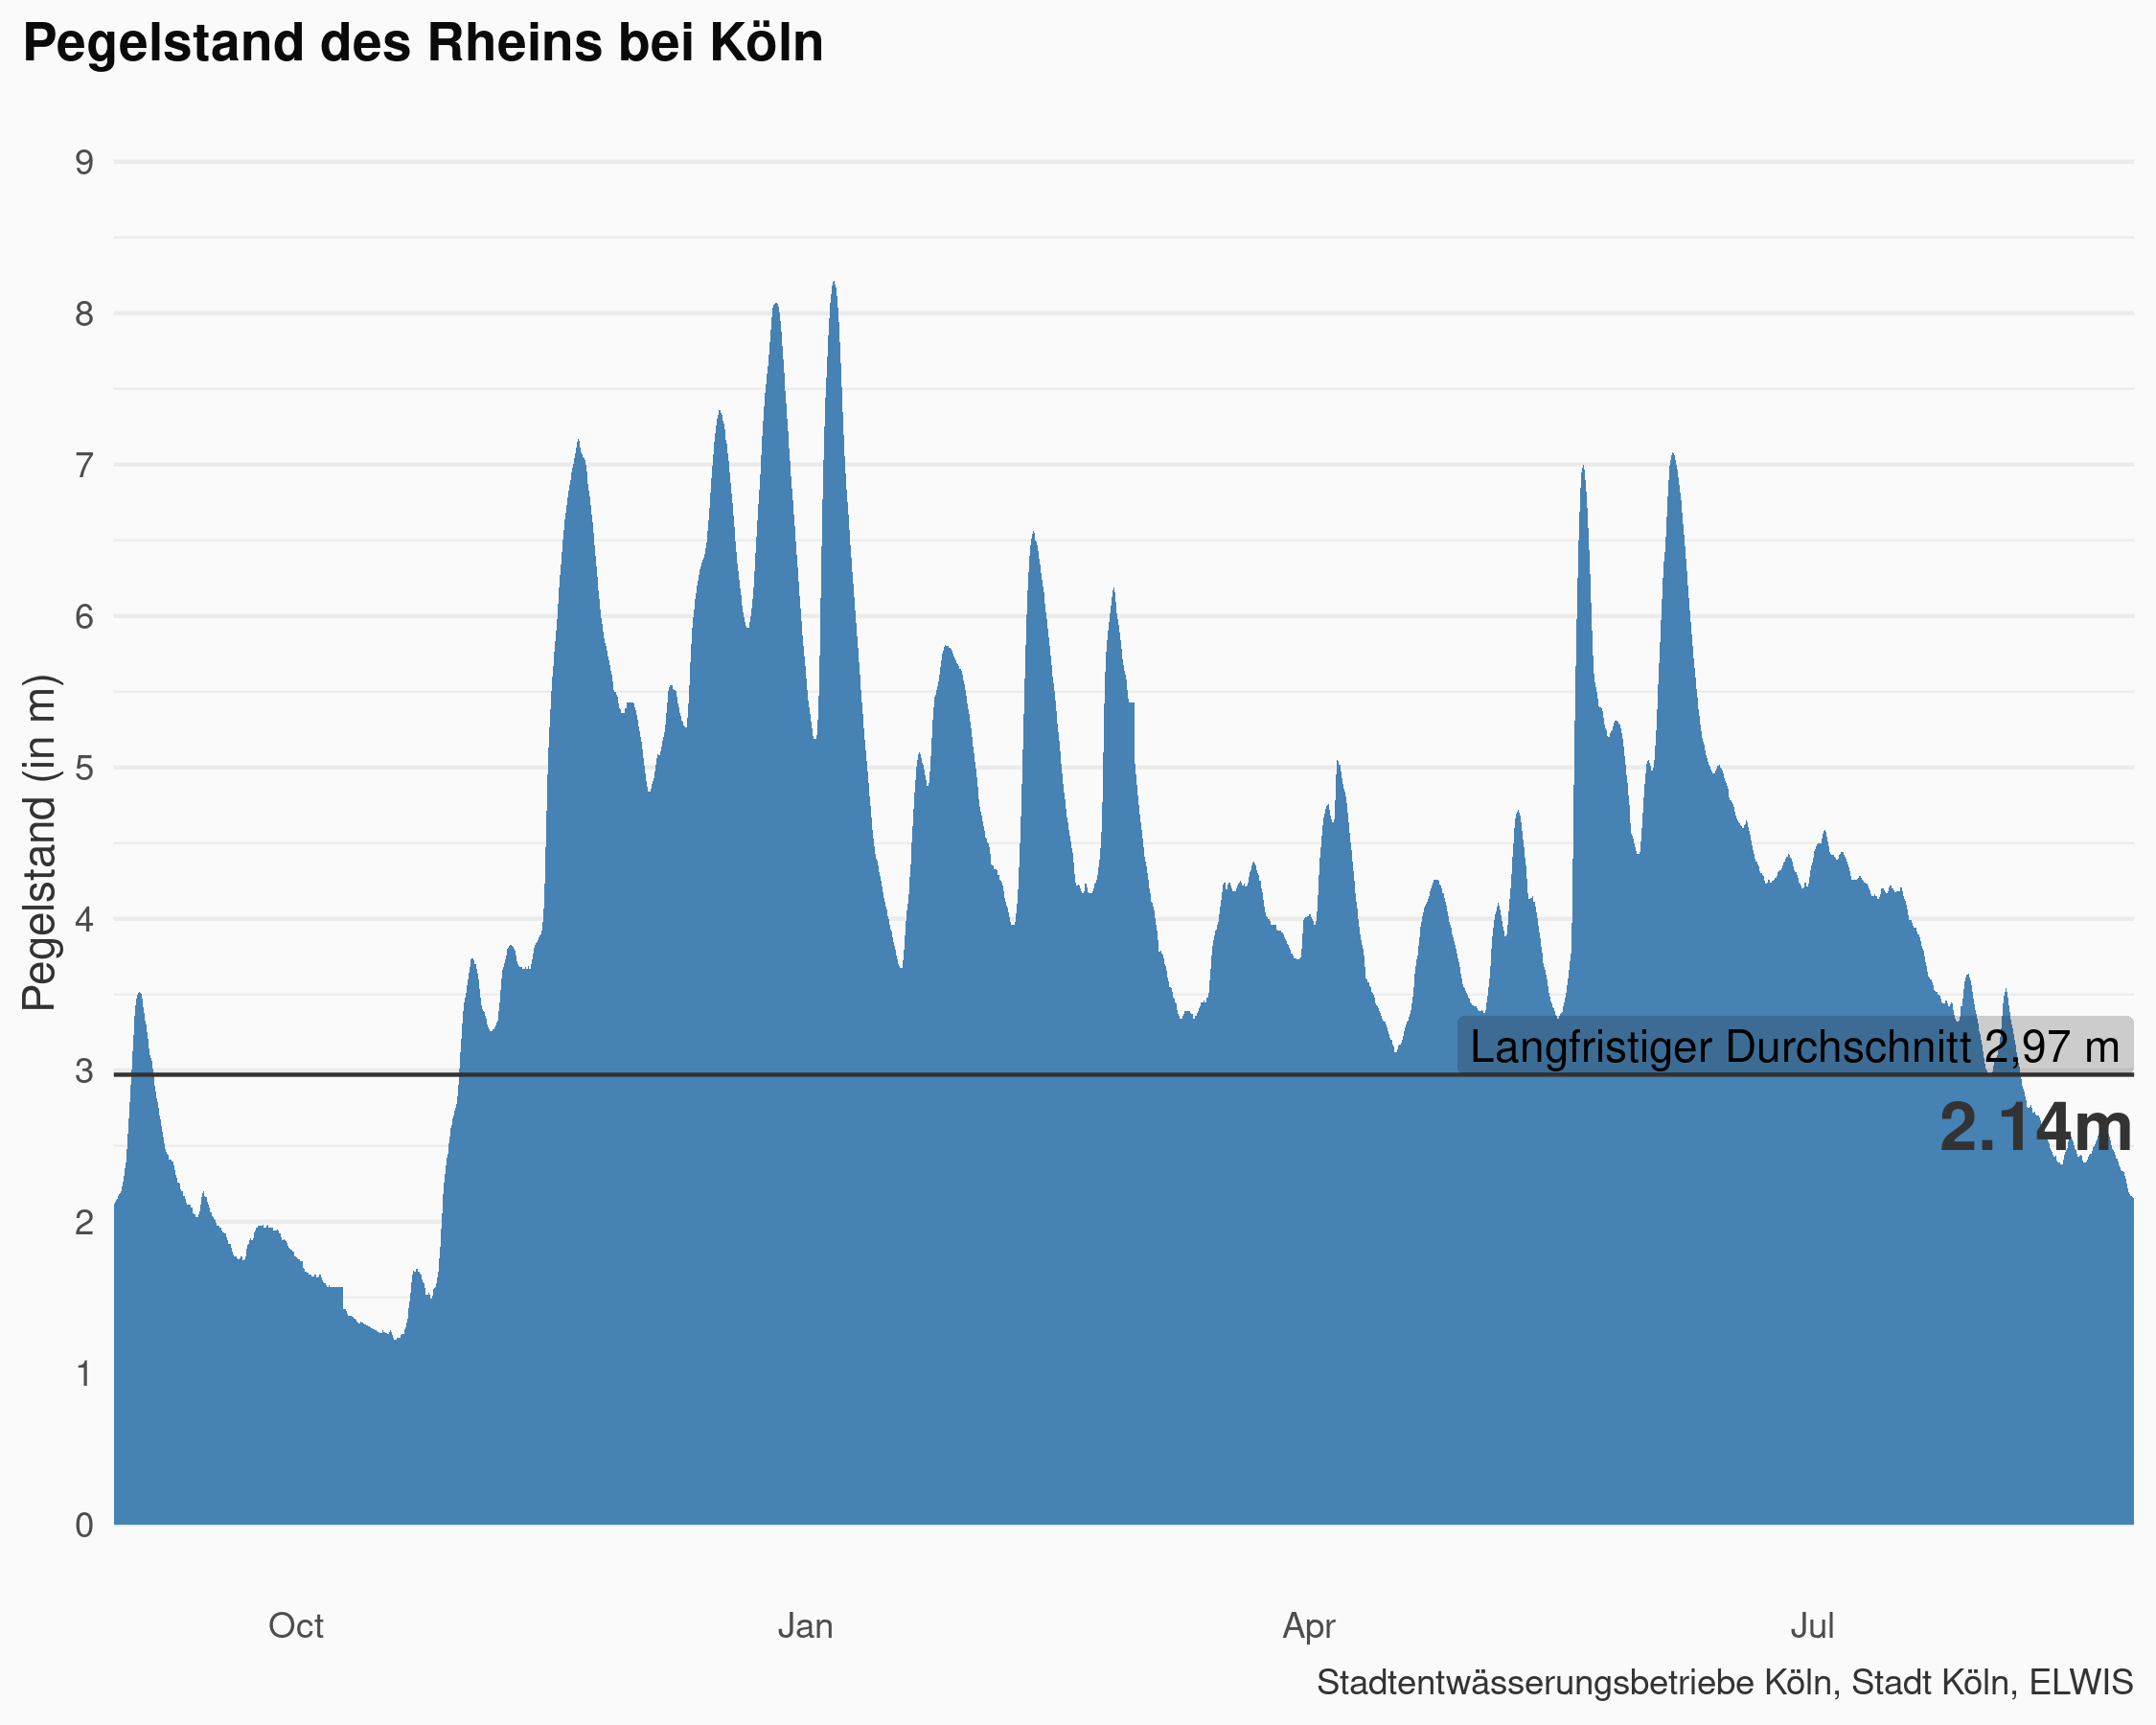 Pegelstand des Rheins bei Köln
Pegelstand (in m)
9
8
7
6
5
4
3
2
1
0
Langfristiger Durchschnitt 2,97 m
2.14m
Oct Jan Apr Jul
Stadtentwässerungsbetriebe Köln, Stadt Köln, ELWIS